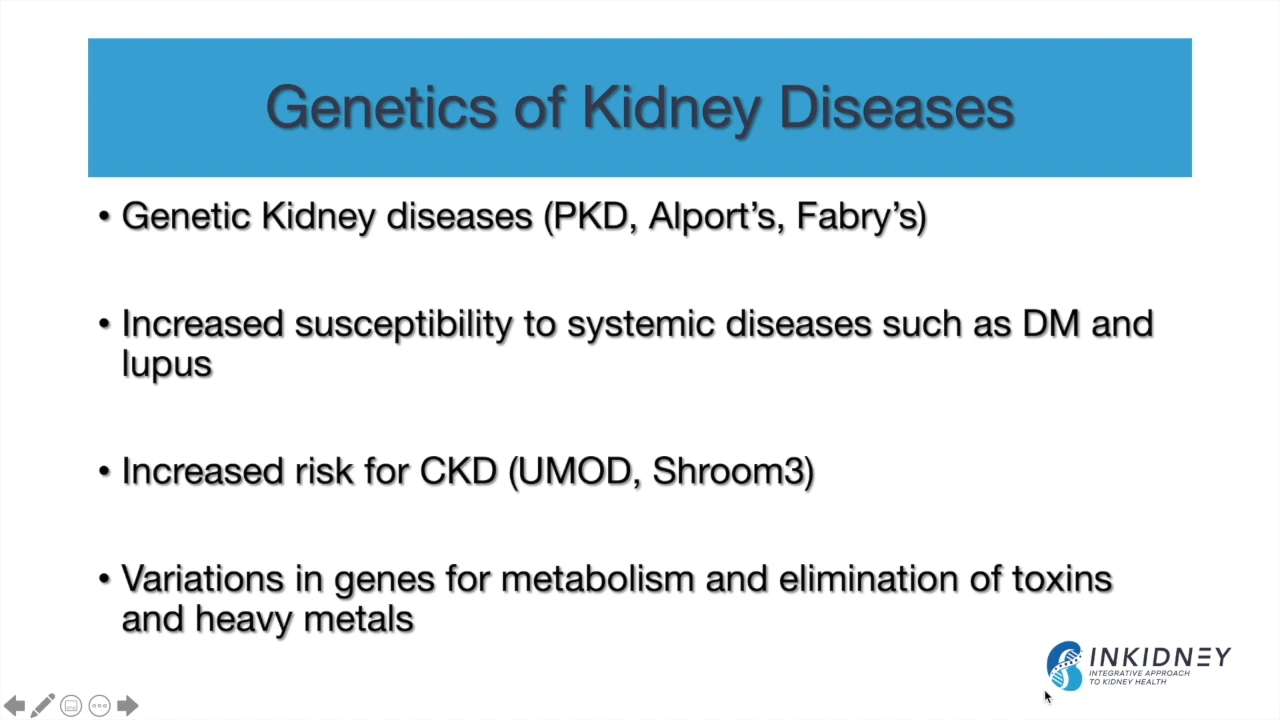 Genetics of Kidney Diseases
• Genetic Kidney diseases (PKD, Alport’s, Fabry’s)
• Increased susceptibility to systemic diseases such as DM and
lupus
• Increased risk for CKD (UMOD, Shroom3)
• Variations in genes for metabolism and elimination of toxins
and heavy metals
INKIDNEY
INTEGRATIVE APPROACH
TO KIDNEY HEALTH